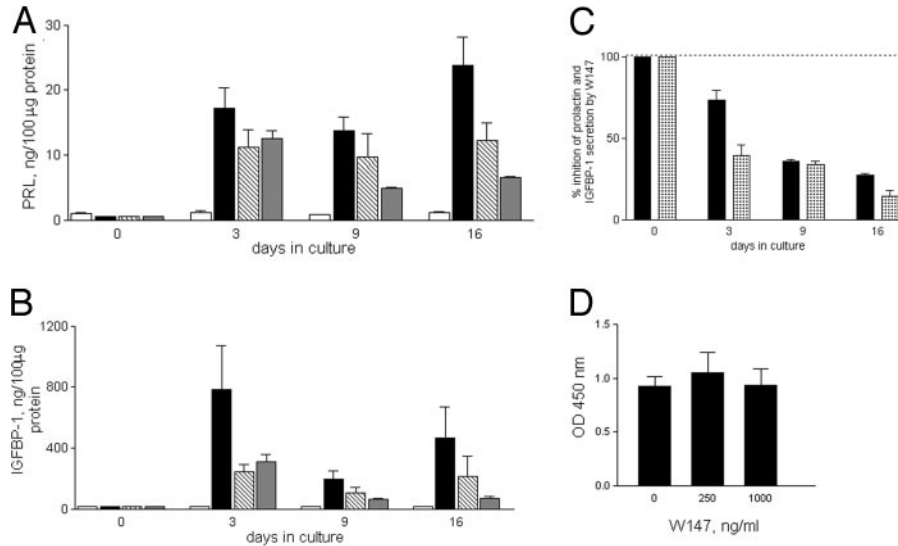 A
PRL, ng/100 μg protein
30
20
10
0
0 3 9 16
days in culture
B
IGFBP-1, ng/100μg
protein
1200
800
400
0
0 3 9 16
days in culture
C
% inhition of prolactin and
IGFBP-1 secretion by W147
100
50
0
0 3 9 16
days in culture
D
OD 450 nm
1.5
1.0
0.5
0.0
0 250 1000
W147, ng/ml